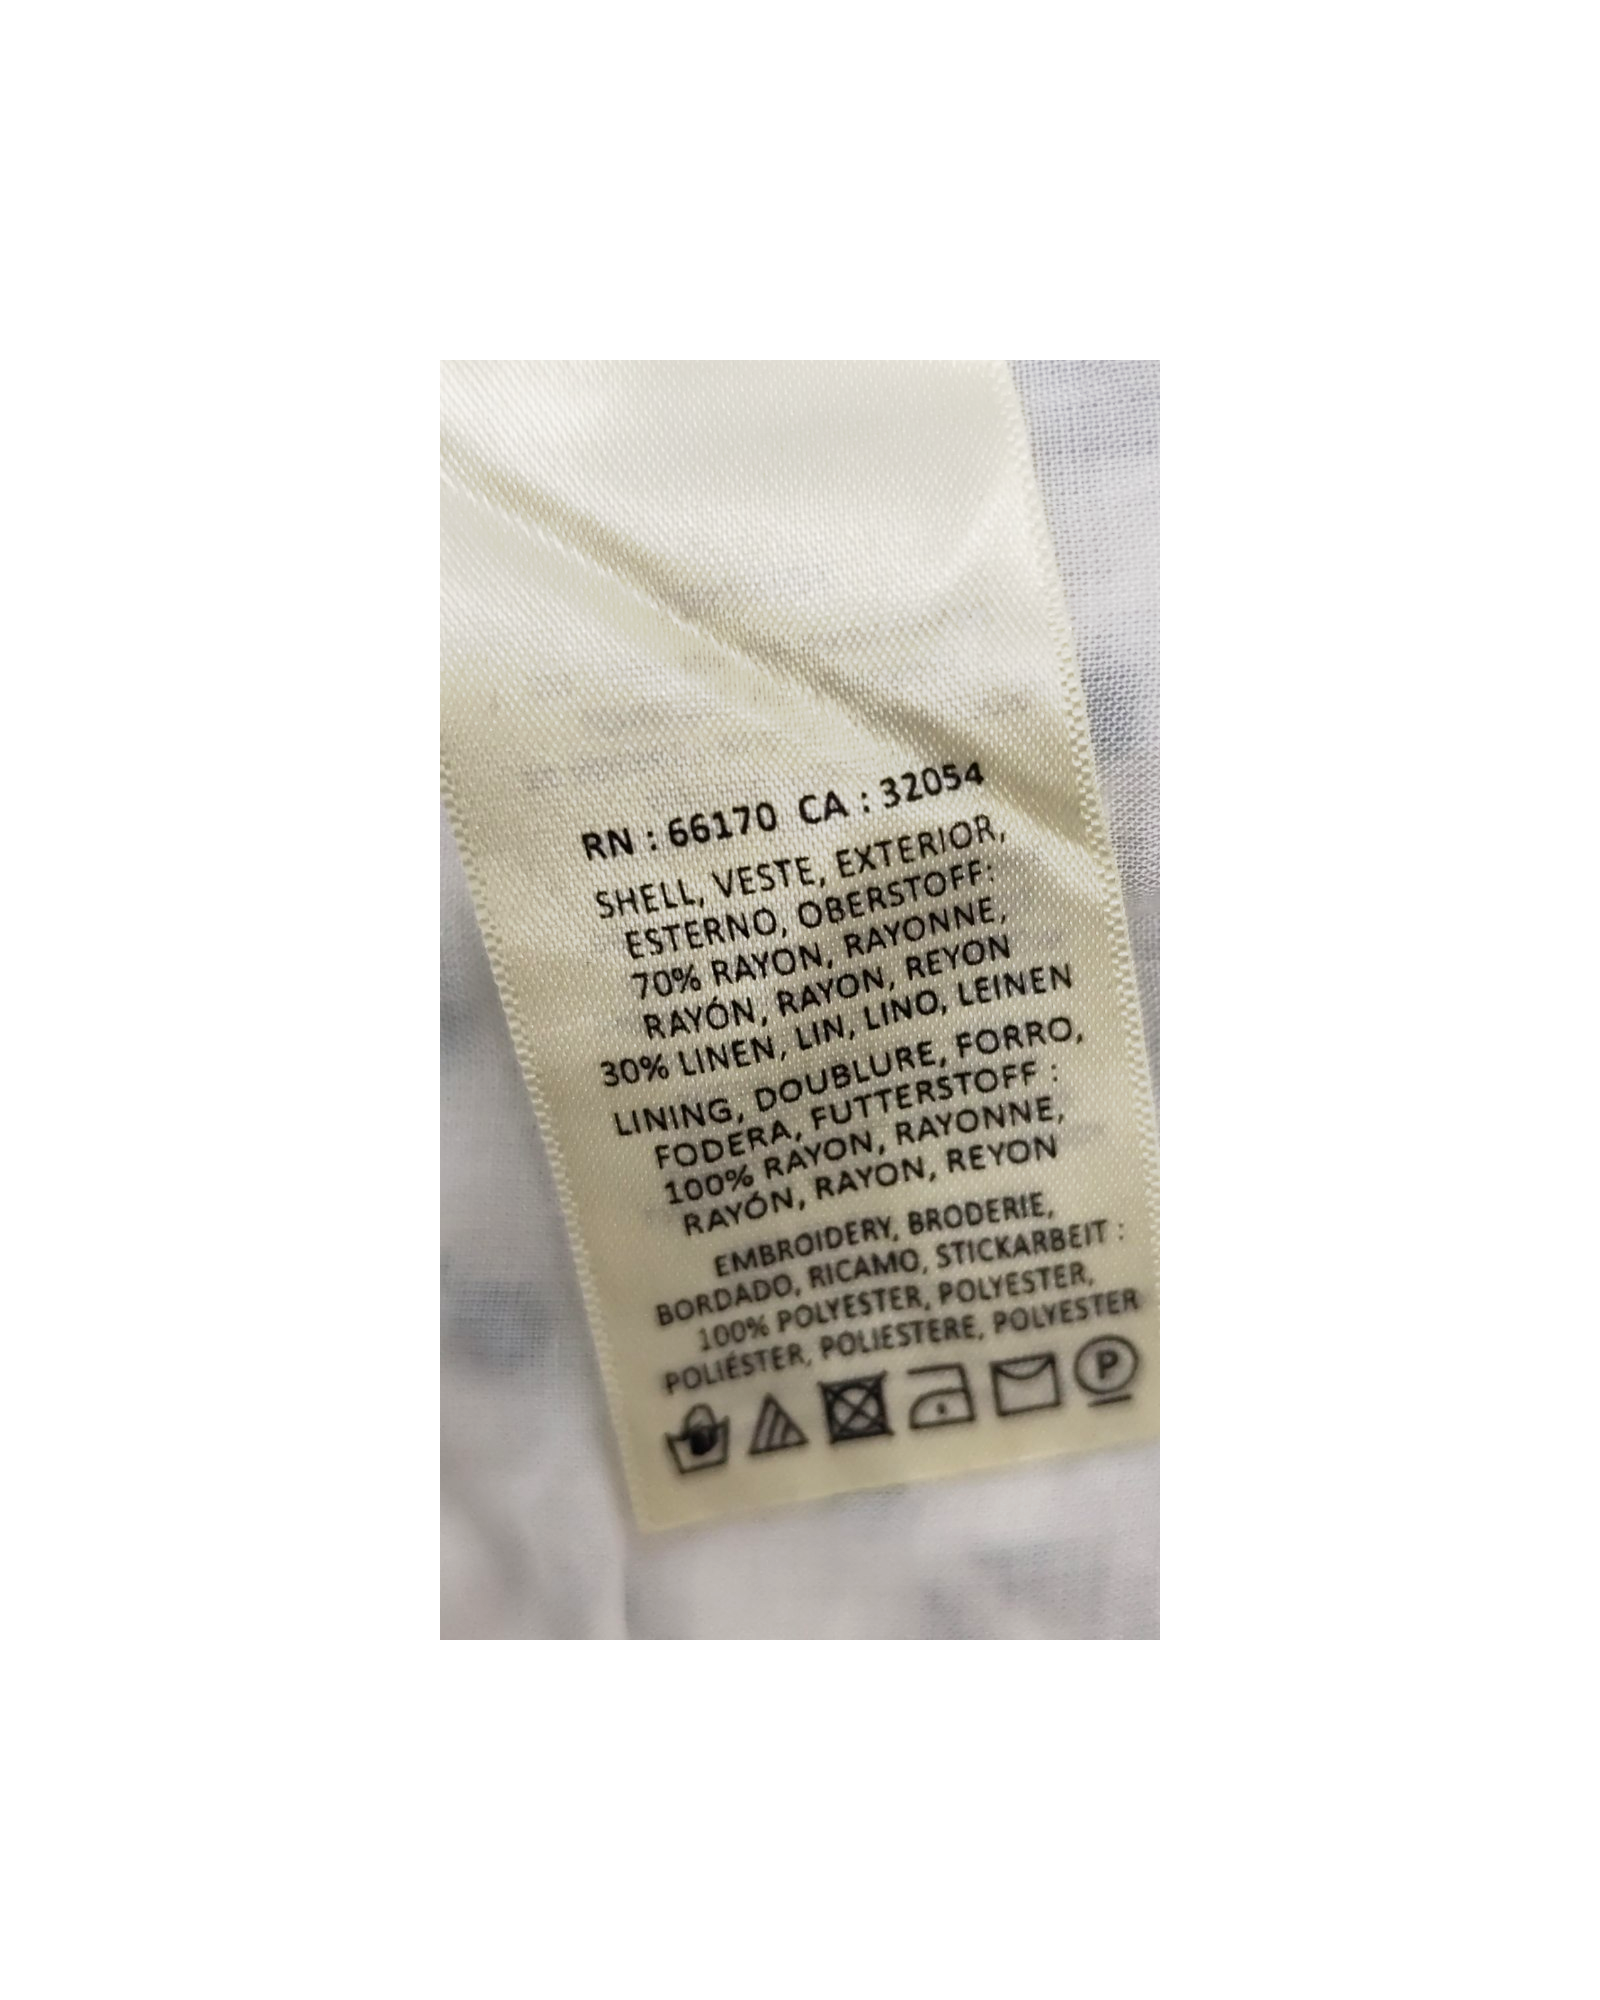 RN : 66170 CA : 32054
SHELL, VESTE, EXTERIOR,
ESTERNO, OBERSTOFF:
70% RAYON, RAYONNE,
RAYÓN, RAYON, REYON
30% LINEN, LIN, LINO, LEINEN
LINING, DOUBLURE, FORRO,
FODERA, FUTTERSTOFF :
100% RAYON, RAYONNE,
RAYÓN, RAYON, REYON
EMBROIDERY, BRODERIE,
BORDADO, RICAMO, STICKARBEIT :
100% POLYESTER, POLYESTER,
POLIÉSTER, POLIESTERE, POLYESTER
P